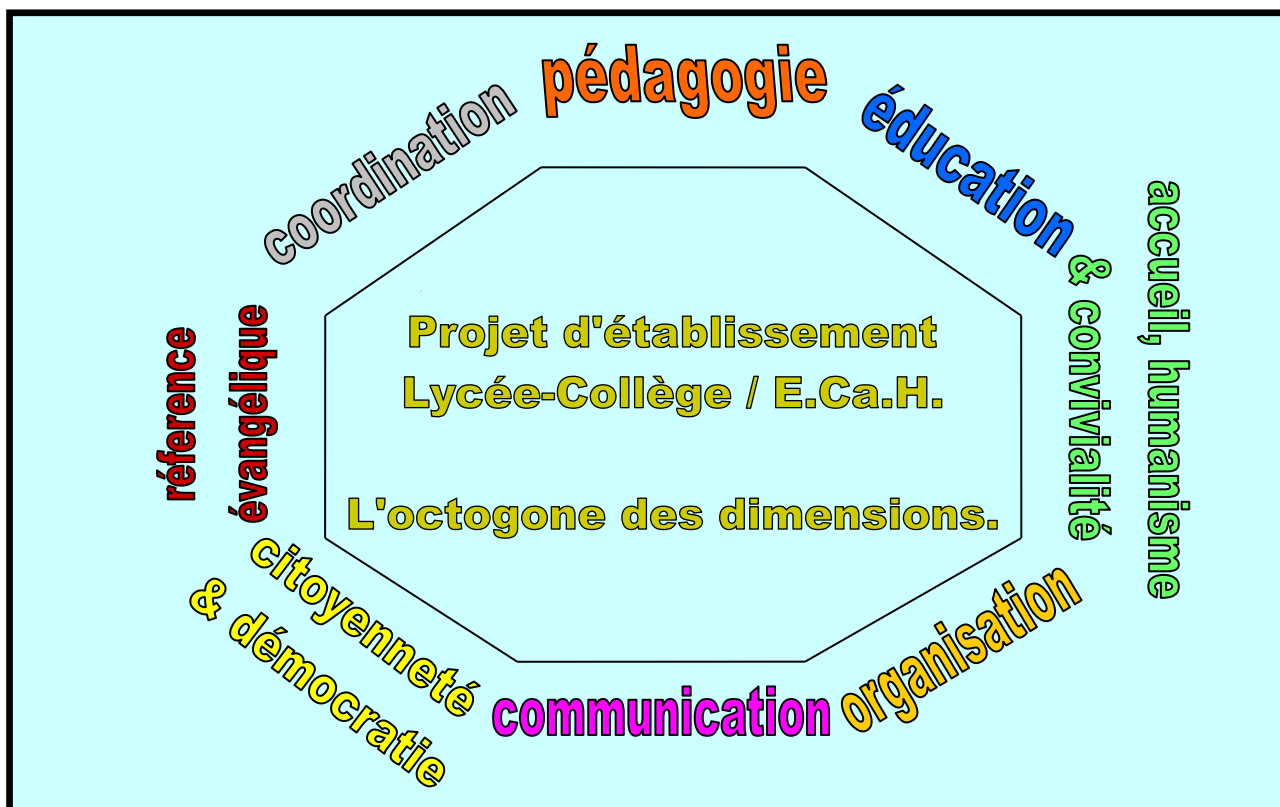 pédagogie
éducation
accueil, humanisme
& convivialité
organisation
communication
citoyenneté
& démocratie
réference
évangélique
coordination
Projet d'établissement
Lycée-Collège / E.Ca.H.
L'octogone des dimensions.